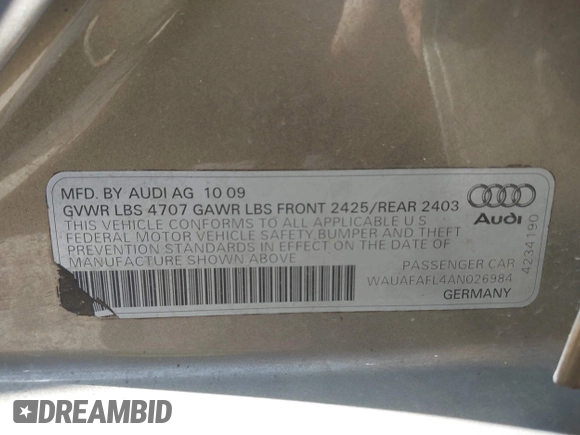 MFD. BY AUDI AG 10 09
GVWR LBS 4707 GAWR LBS FRONT 2425/REAR 2403
THIS VEHICLE CONFORMS TO ALL APPLICABLE U S
FEDERAL MOTOR VEHICLE SAFETY BUMPER AND THEFT
PREVENTION STANDARDS IN EFFECT ON THE DATE OF
MANUFACTURE SHOWN ABOVE
PASSENGER CAR
WAUAFAFL4AN026984
GERMANY
Audi
4234190
DREAMBID